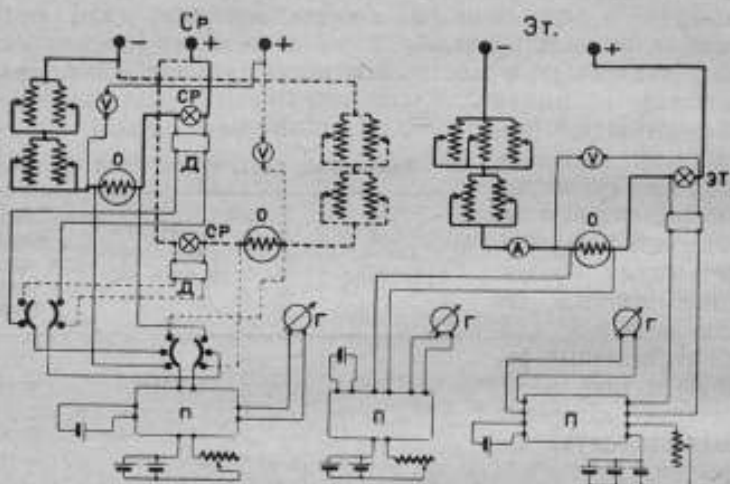 Ср
Эт.
- + +
- +
V
СР
О
Д
V
О
СР
Д
V
ЭТ
О
А
Г
Г
Г
П
П
П